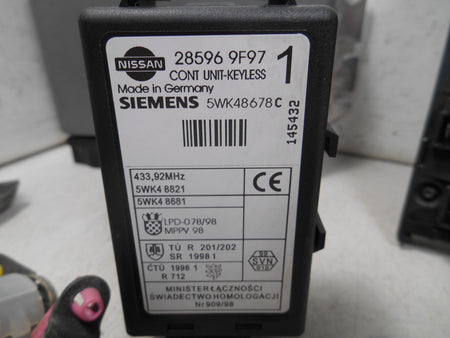 NISSAN
28596 9F97 1
CONT UNIT-KEYLESS
Made in Germany
SIEMENS 5WK48678 C
145432
433,92MHz
5WK4 8821
5WK4 8681
CE
LPD-078/98
MPPV 98
TÜ R 201/202
SR 1998 1
ČTÚ 1998 1
R 712
SVN
MINISTER ŁĄCZNOŚCI
ŚWIADECTWO HOMOLOGACJI
Nr 909/98